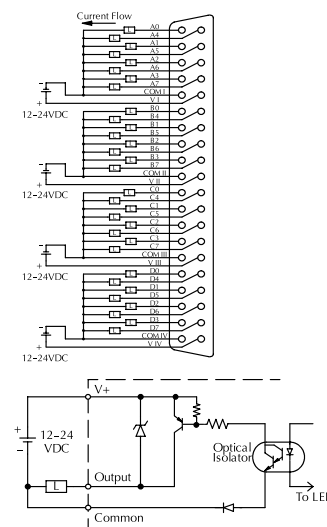 Current Flow
L A0
L A4
L A1
L A5
L A2
L A6
L A3
L A7
- COM I
+ V I
12–24VDC
L B0
L B4
L B1
L B5
L B2
L B6
L B3
L B7
- COM II
+ V II
12–24VDC
L C0
L C4
L C1
L C5
L C2
L C6
L C3
L C7
- COM III
+ V III
12–24VDC
L D0
L D4
L D1
L D5
L D2
L D6
L D3
L D7
- COM IV
+ V IV
12–24VDC
V+
+
12–24
VDC
-
Optical
Isolator
L Output
To LED
Common